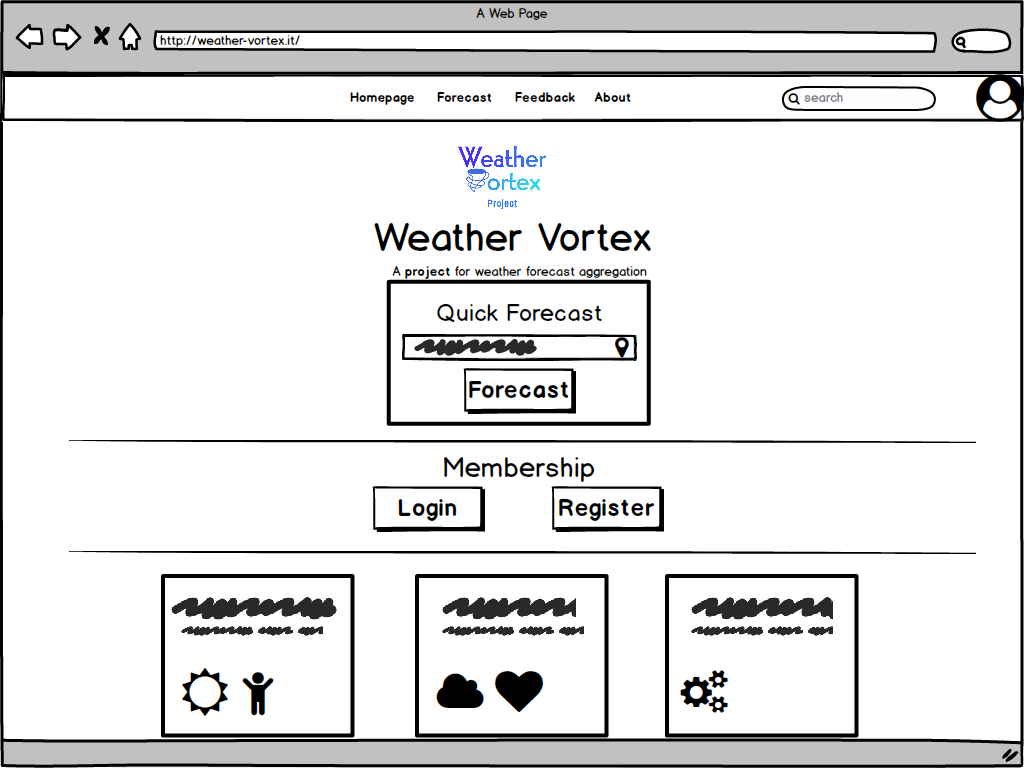 A Web Page
http://weather-vortex.it/
Homepage Forecast Feedback About search
Weather
Vortex
Project
Weather Vortex
A project for weather forecast aggregation
Quick Forecast
Forecast
Membership
Login Register